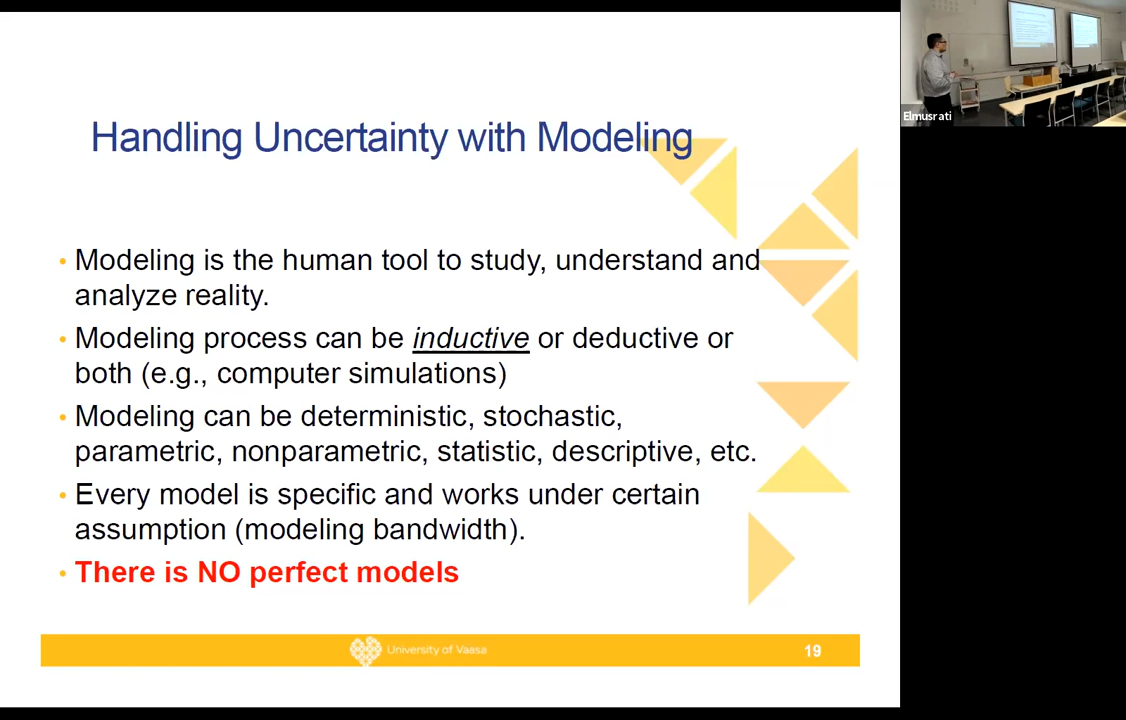 Handling Uncertainty with Modeling
• Modeling is the human tool to study, understand and
analyze reality.
• Modeling process can be inductive or deductive or
both (e.g., computer simulations)
• Modeling can be deterministic, stochastic,
parametric, nonparametric, statistic, descriptive, etc.
• Every model is specific and works under certain
assumption (modeling bandwidth).
• There is NO perfect models
University of Vaasa
19
Elmusrati